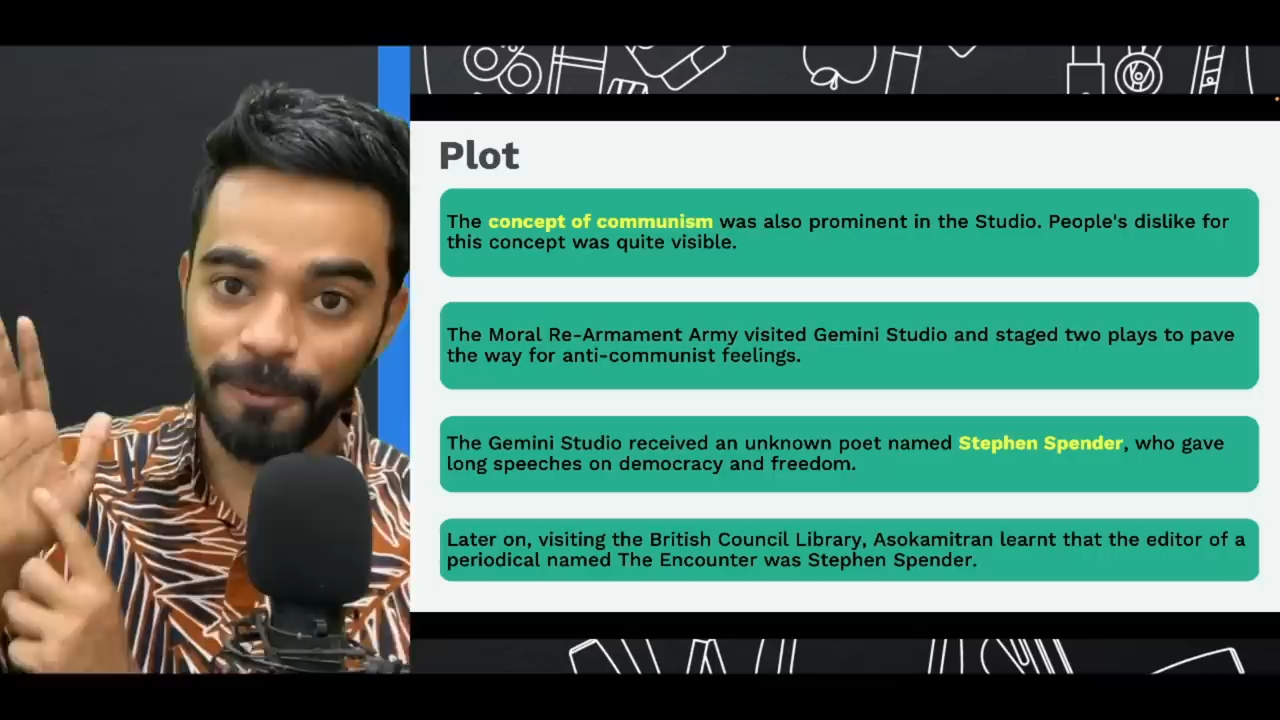 Plot
The concept of communism was also prominent in the Studio. People's dislike for
this concept was quite visible.
The Moral Re-Armament Army visited Gemini Studio and staged two plays to pave
the way for anti-communist feelings.
The Gemini Studio received an unknown poet named Stephen Spender, who gave
long speeches on democracy and freedom.
Later on, visiting the British Council Library, Asokamitran learnt that the editor of a
periodical named The Encounter was Stephen Spender.